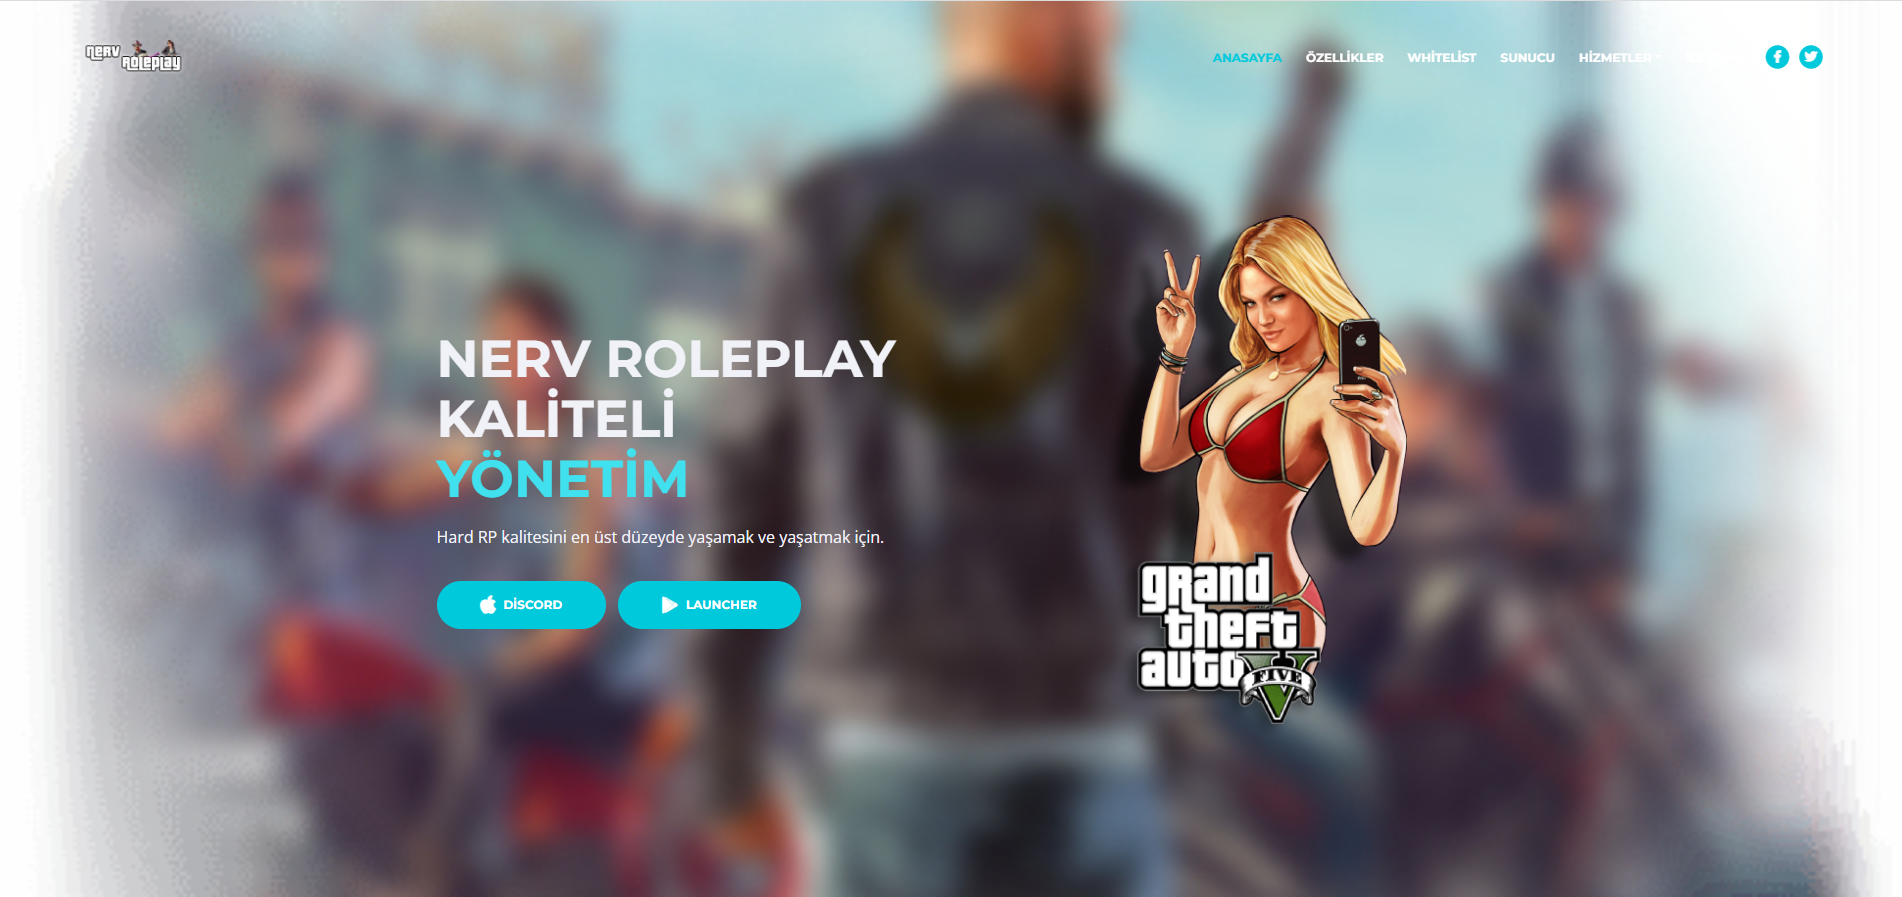 nerv
roleplay
ANASAYFA ÖZELLİKLER WHİTELİST SUNUCU HİZMETLER
NERV ROLEPLAY
KALİTELİ
YÖNETİM
Hard RP kalitesini en üst düzeyde yaşamak ve yaşatmak için.
DİSCORD LAUNCHER
grand
theft
auto
V
FIVE